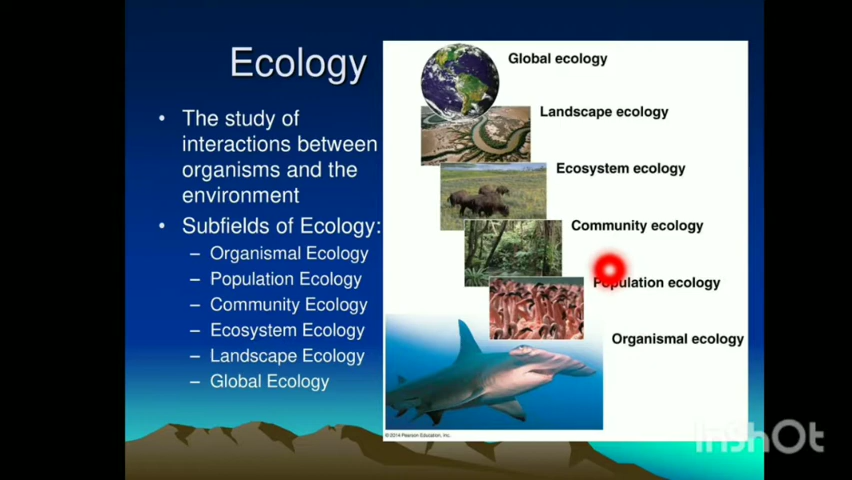 Ecology
• The study of
interactions between
organisms and the
environment
• Subfields of Ecology:
– Organismal Ecology
– Population Ecology
– Community Ecology
– Ecosystem Ecology
– Landscape Ecology
– Global Ecology
Global ecology
Landscape ecology
Ecosystem ecology
Community ecology
Population ecology
Organismal ecology
©2014 Pearson Education, Inc.
InShOt